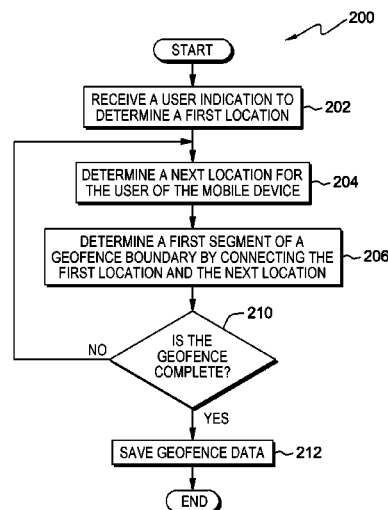 200
START
RECEIVE A USER INDICATION TO
DETERMINE A FIRST LOCATION
202
DETERMINE A NEXT LOCATION FOR
THE USER OF THE MOBILE DEVICE
204
DETERMINE A FIRST SEGMENT OF A
GEOFENCE BOUNDARY BY CONNECTING THE
FIRST LOCATION AND THE NEXT LOCATION
206
210
IS THE
GEOFENCE
COMPLETE?
NO
YES
SAVE GEOFENCE DATA
212
END